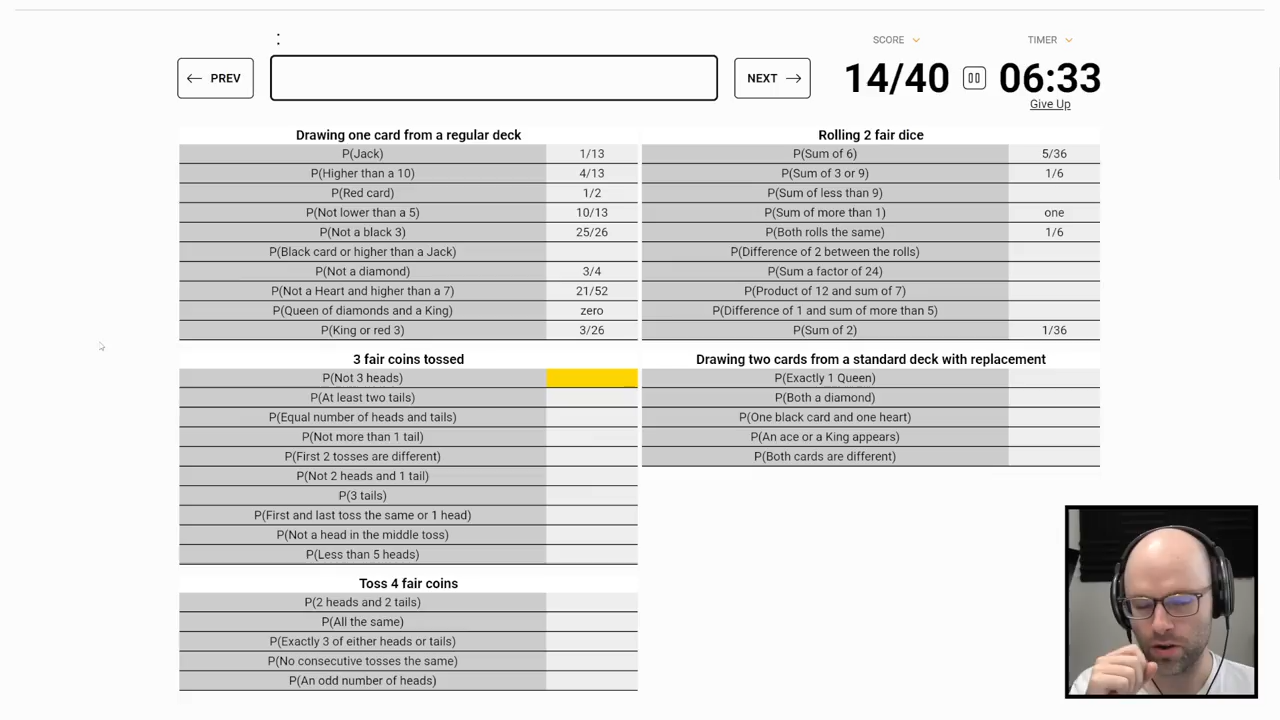 :
← PREV
NEXT →
SCORE
14/40
TIMER
06:33
Give Up
Drawing one card from a regular deck
P(Jack) 1/13
P(Higher than a 10) 4/13
P(Red card) 1/2
P(Not lower than a 5) 10/13
P(Not a black 3) 25/26
P(Black card or higher than a Jack)
P(Not a diamond) 3/4
P(Not a Heart and higher than a 7) 21/52
P(Queen of diamonds and a King) zero
P(King or red 3) 3/26
3 fair coins tossed
P(Not 3 heads)
P(At least two tails)
P(Equal number of heads and tails)
P(Not more than 1 tail)
P(First 2 tosses are different)
P(Not 2 heads and 1 tail)
P(3 tails)
P(First and last toss the same or 1 head)
P(Not a head in the middle toss)
P(Less than 5 heads)
Toss 4 fair coins
P(2 heads and 2 tails)
P(All the same)
P(Exactly 3 of either heads or tails)
P(No consecutive tosses the same)
P(An odd number of heads)
Rolling 2 fair dice
P(Sum of 6) 5/36
P(Sum of 3 or 9) 1/6
P(Sum of less than 9)
P(Sum of more than 1) one
P(Both rolls the same) 1/6
P(Difference of 2 between the rolls)
P(Sum a factor of 24)
P(Product of 12 and sum of 7)
P(Difference of 1 and sum of more than 5)
P(Sum of 2) 1/36
Drawing two cards from a standard deck with replacement
P(Exactly 1 Queen)
P(Both a diamond)
P(One black card and one heart)
P(An ace or a King appears)
P(Both cards are different)